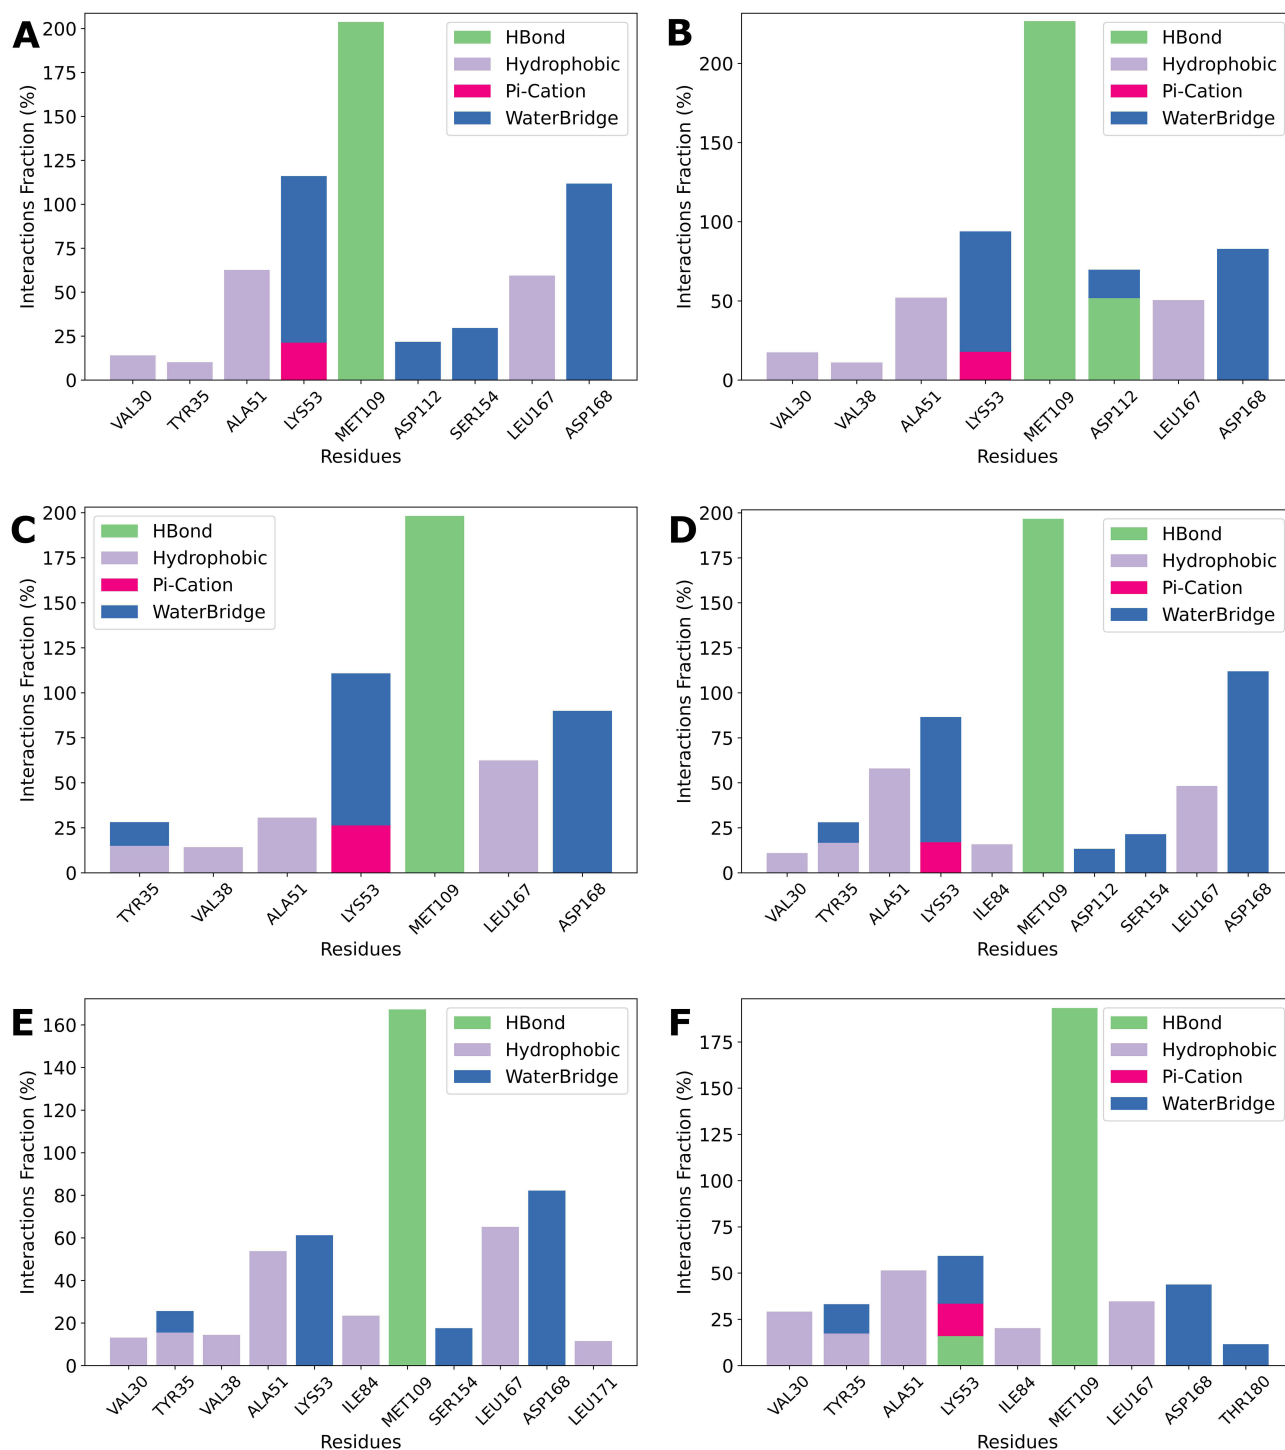 A
Interactions Fraction (%)
200
175
150
125
100
75
50
25
0
HBond
Hydrophobic
Pi-Cation
WaterBridge
VAL30 TYR35 ALA51 LYS53 MET109 ASP112 SER154 LEU167 ASP168
Residues
B
Interactions Fraction (%)
200
150
100
50
0
HBond
Hydrophobic
Pi-Cation
WaterBridge
VAL30 VAL38 ALA51 LYS53 MET109 ASP112 LEU167 ASP168
Residues
C
Interactions Fraction (%)
200
175
150
125
100
75
50
25
0
HBond
Hydrophobic
Pi-Cation
WaterBridge
TYR35 VAL38 ALA51 LYS53 MET109 LEU167 ASP168
Residues
D
Interactions Fraction (%)
200
175
150
125
100
75
50
25
0
HBond
Hydrophobic
Pi-Cation
WaterBridge
VAL30 TYR35 ALA51 LYS53 ILE84 MET109 ASP112 SER154 LEU167 ASP168
Residues
E
Interactions Fraction (%)
160
140
120
100
80
60
40
20
0
HBond
Hydrophobic
WaterBridge
VAL30 TYR35 VAL38 ALA51 LYS53 ILE84 MET109 SER154 LEU167 ASP168 LEU171
Residues
F
Interactions Fraction (%)
175
150
125
100
75
50
25
0
HBond
Hydrophobic
Pi-Cation
WaterBridge
VAL30 TYR35 ALA51 LYS53 ILE84 MET109 LEU167 ASP168 THR180
Residues